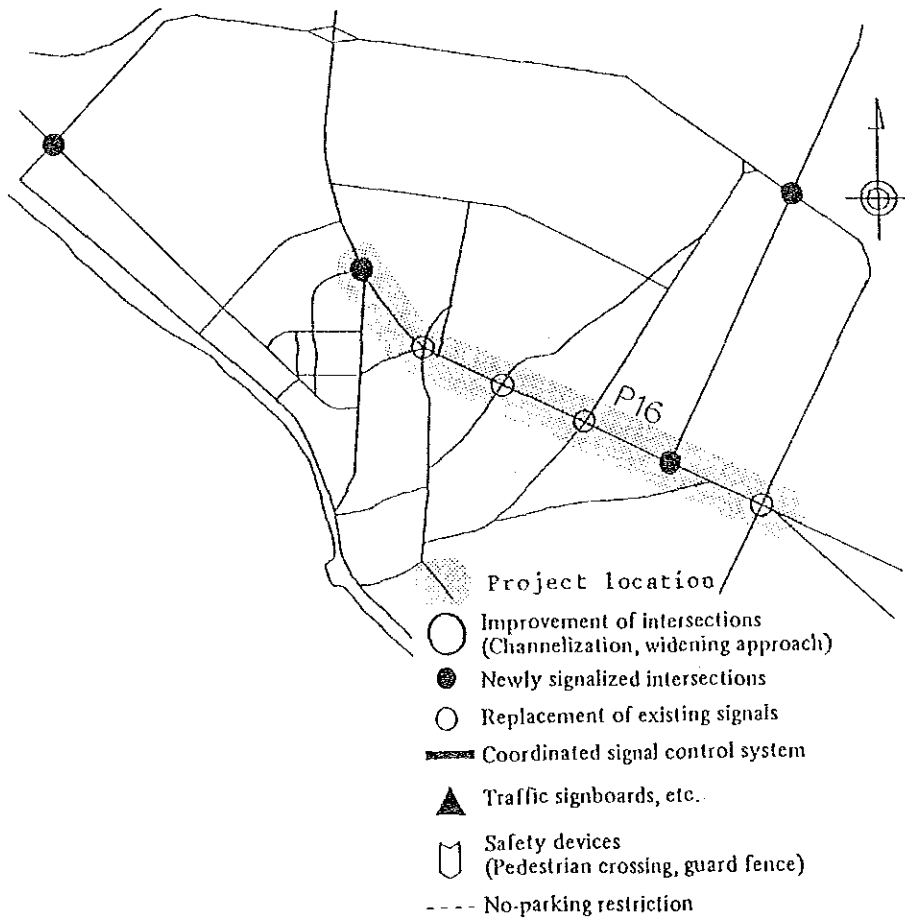 P16
Project location
Improvement of intersections
(Channelization, widening approach)
Newly signalized intersections
Replacement of existing signals
Coordinated signal control system
Traffic signboards, etc.
Safety devices
(Pedestrian crossing, guard fence)
No-parking restriction